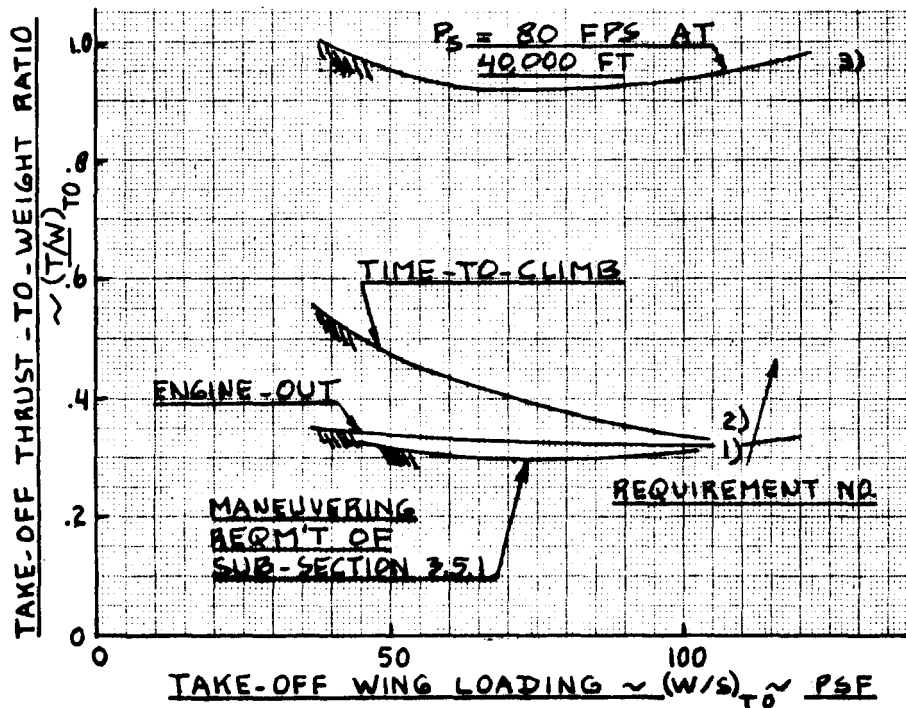 TAKE-OFF THRUST-TO-WEIGHT RATIO
~ (T/W)TO
1.0
.8
.6
.4
.2
0
PS = 80 FPS AT
40,000 FT
3)
TIME-TO-CLIMB
ENGINE-OUT
2)
1)
REQUIREMENT NO.
MANEUVERING
REQM'T OF
SUB-SECTION 3.5.1
0
50
100
TAKE-OFF WING LOADING ~ (W/S)TO ~ PSF